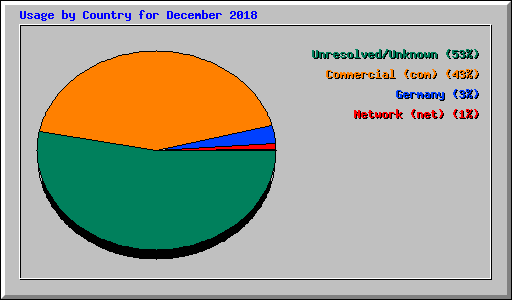 Usage by Country for December 2018
Unresolved/Unknown (53%)
Commercial (com) (43%)
Germany (3%)
Network (net) (1%)